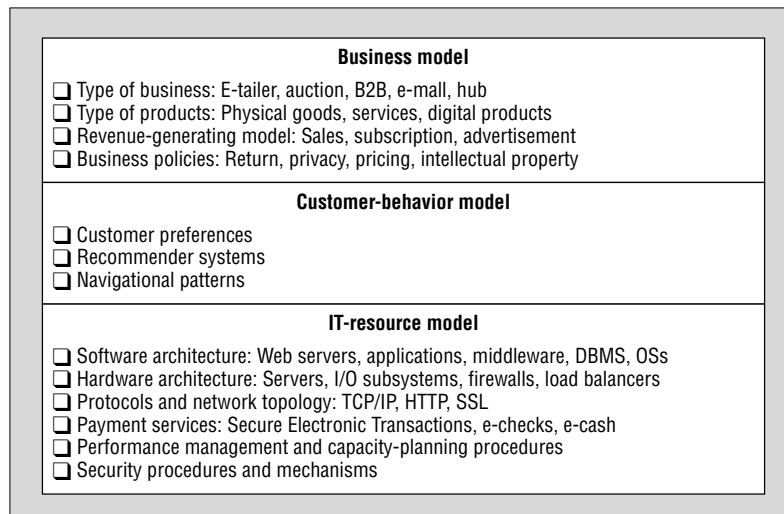 Business model
❑ Type of business: E-tailer, auction, B2B, e-mall, hub
❑ Type of products: Physical goods, services, digital products
❑ Revenue-generating model: Sales, subscription, advertisement
❑ Business policies: Return, privacy, pricing, intellectual property
Customer-behavior model
❑ Customer preferences
❑ Recommender systems
❑ Navigational patterns
IT-resource model
❑ Software architecture: Web servers, applications, middleware, DBMS, OSs
❑ Hardware architecture: Servers, I/O subsystems, firewalls, load balancers
❑ Protocols and network topology: TCP/IP, HTTP, SSL
❑ Payment services: Secure Electronic Transactions, e-checks, e-cash
❑ Performance management and capacity-planning procedures
❑ Security procedures and mechanisms